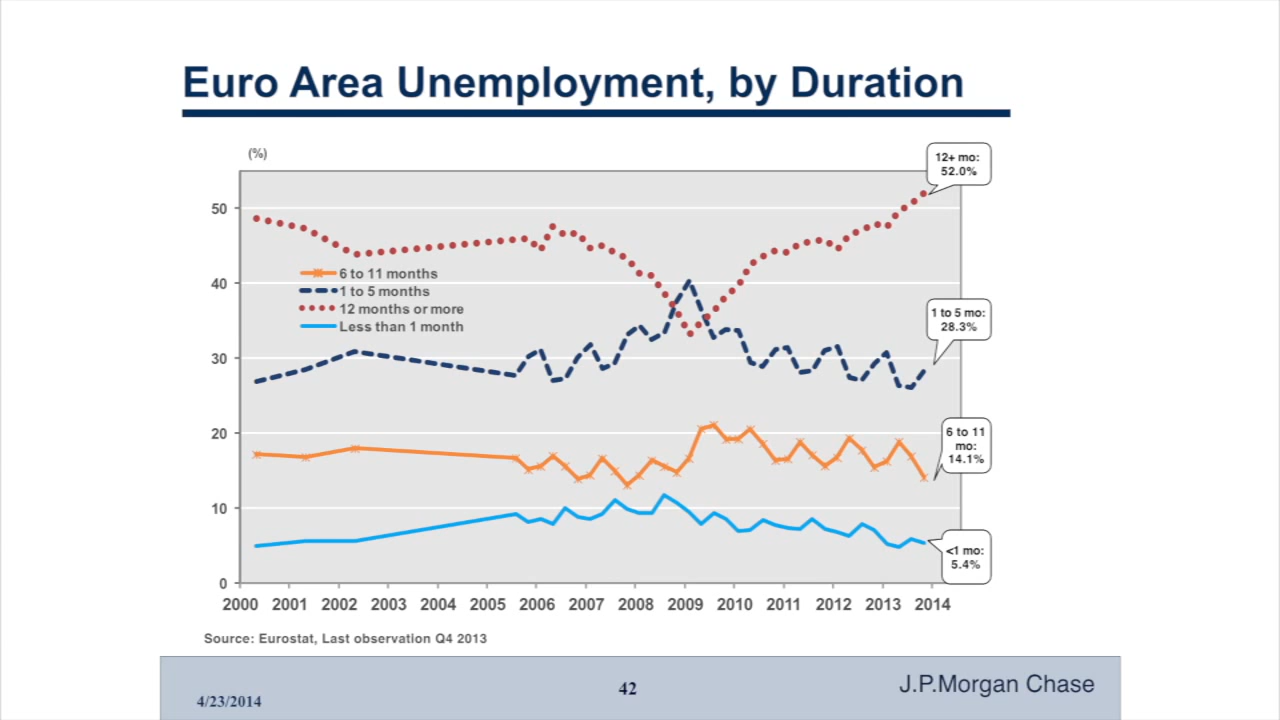 Euro Area Unemployment, by Duration
(%)
12+ mo:
52.0%
50
40
30
20
10
0
6 to 11 months
1 to 5 months
12 months or more
Less than 1 month
1 to 5 mo:
28.3%
6 to 11
mo:
14.1%
<1 mo:
5.4%
2000 2001 2002 2003 2004 2005 2006 2007 2008 2009 2010 2011 2012 2013 2014
Source: Eurostat, Last observation Q4 2013
4/23/2014
42
J.P.Morgan Chase